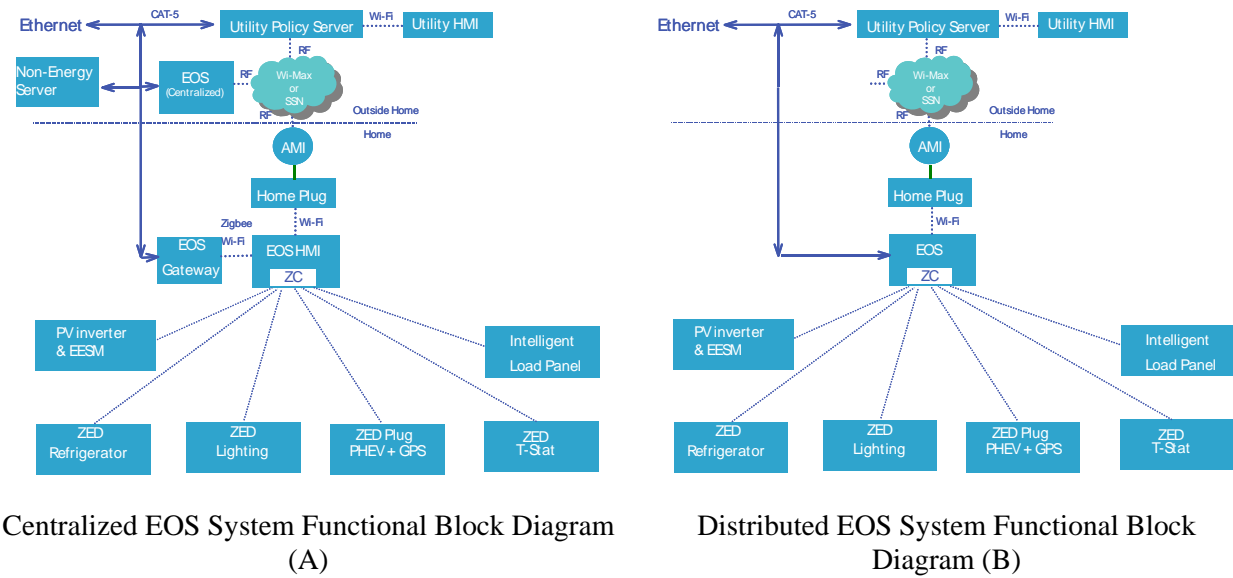 Ethernet
CAT-5
Utility Policy Server
Wi-Fi
Utility HMI
RF
Non-Energy
Server
EOS
(Centralized)
RF
Wi-Max
or
SSN
RF
Outside Home
Home
AMI
Home Plug
Zigbee
Wi-Fi
Wi-Fi
EOS
Gateway
EOS HMI
ZC
PV inverter
& EESM
Intelligent
Load Panel
ZED
Refrigerator
ZED
Lighting
ZED Plug
PHEV + GPS
ZED
T-Stat
Centralized EOS System Functional Block Diagram
(A)
Ethernet
CAT-5
Utility Policy Server
Wi-Fi
Utility HMI
RF
RF
Wi-Max
or
SSN
RF
Outside Home
Home
AMI
Home Plug
Wi-Fi
EOS
ZC
PV inverter
& EESM
Intelligent
Load Panel
ZED
Refrigerator
ZED
Lighting
ZED Plug
PHEV + GPS
ZED
T-Stat
Distributed EOS System Functional Block
Diagram (B)